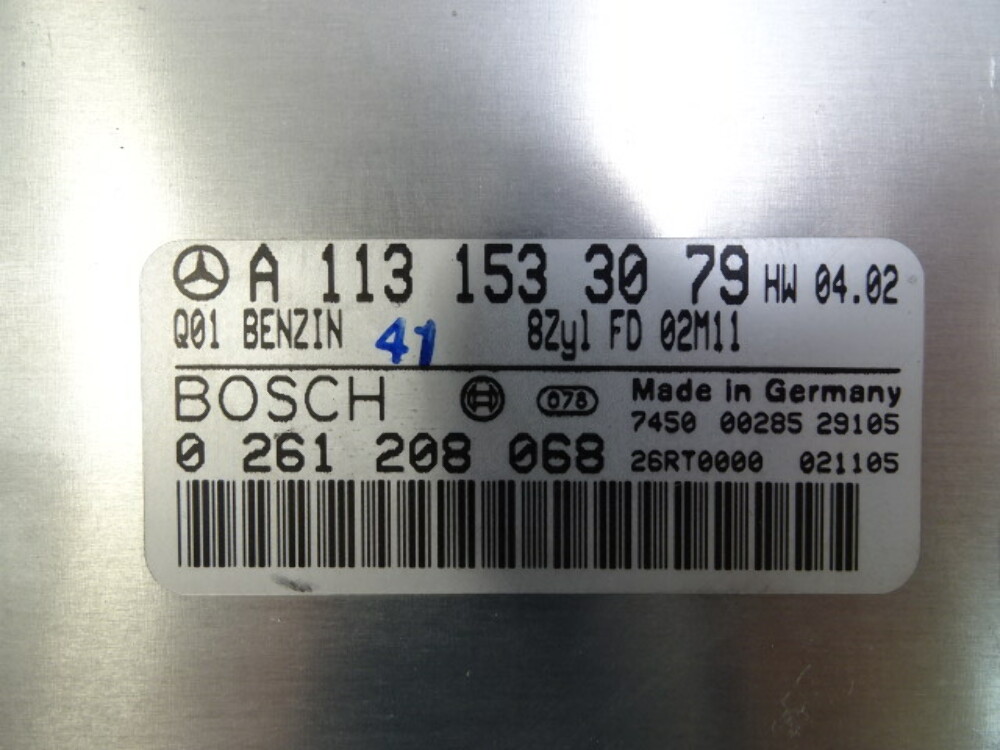 A 113 153 30 79 HW 04.02
Q01 BENZIN 41 8Zyl FD 02M11
BOSCH 078 Made in Germany
7450 00285 29105
0 261 208 068 26RT0000 021105